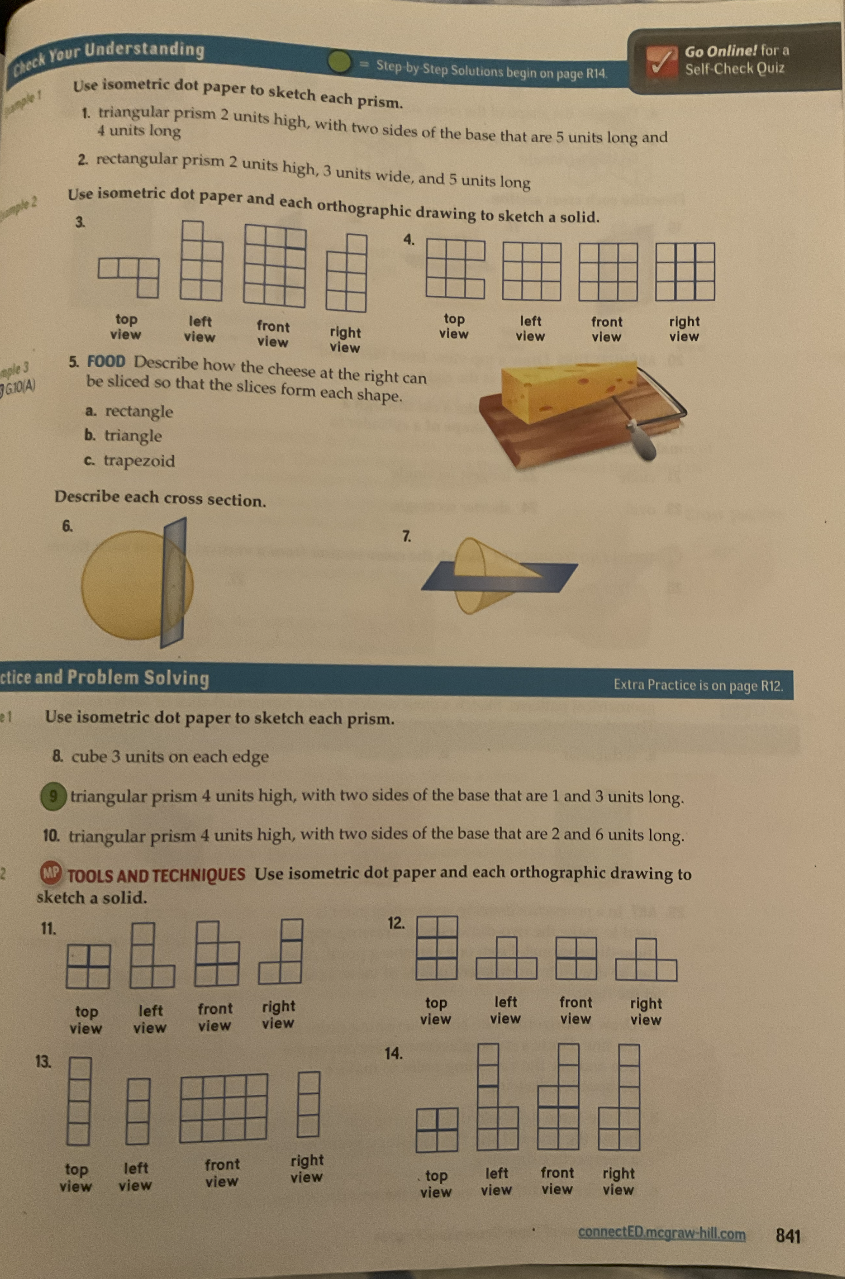 Check Your Understanding
= Step-by-Step Solutions begin on page R14.
Go Online! for a
Self-Check Quiz
Use isometric dot paper to sketch each prism.
1. triangular prism 2 units high, with two sides of the base that are 5 units long and
4 units long
2. rectangular prism 2 units high, 3 units wide, and 5 units long
Use isometric dot paper and each orthographic drawing to sketch a solid.
3.
top
view
left
view
front
view
right
view
4.
top
view
left
view
front
view
right
view
5. FOOD Describe how the cheese at the right can
be sliced so that the slices form each shape.
a. rectangle
b. triangle
c. trapezoid
G.10(A)
Describe each cross section.
6.
7.
ctice and Problem Solving
Extra Practice is on page R12.
Use isometric dot paper to sketch each prism.
8. cube 3 units on each edge
9 triangular prism 4 units high, with two sides of the base that are 1 and 3 units long.
10. triangular prism 4 units high, with two sides of the base that are 2 and 6 units long.
MP TOOLS AND TECHNIQUES Use isometric dot paper and each orthographic drawing to
sketch a solid.
11.
top
view
left
view
front
view
right
view
12.
top
view
left
view
front
view
right
view
13.
top
view
left
view
front
view
right
view
14.
top
view
left
view
front
view
right
view
connectED.mcgraw-hill.com 841